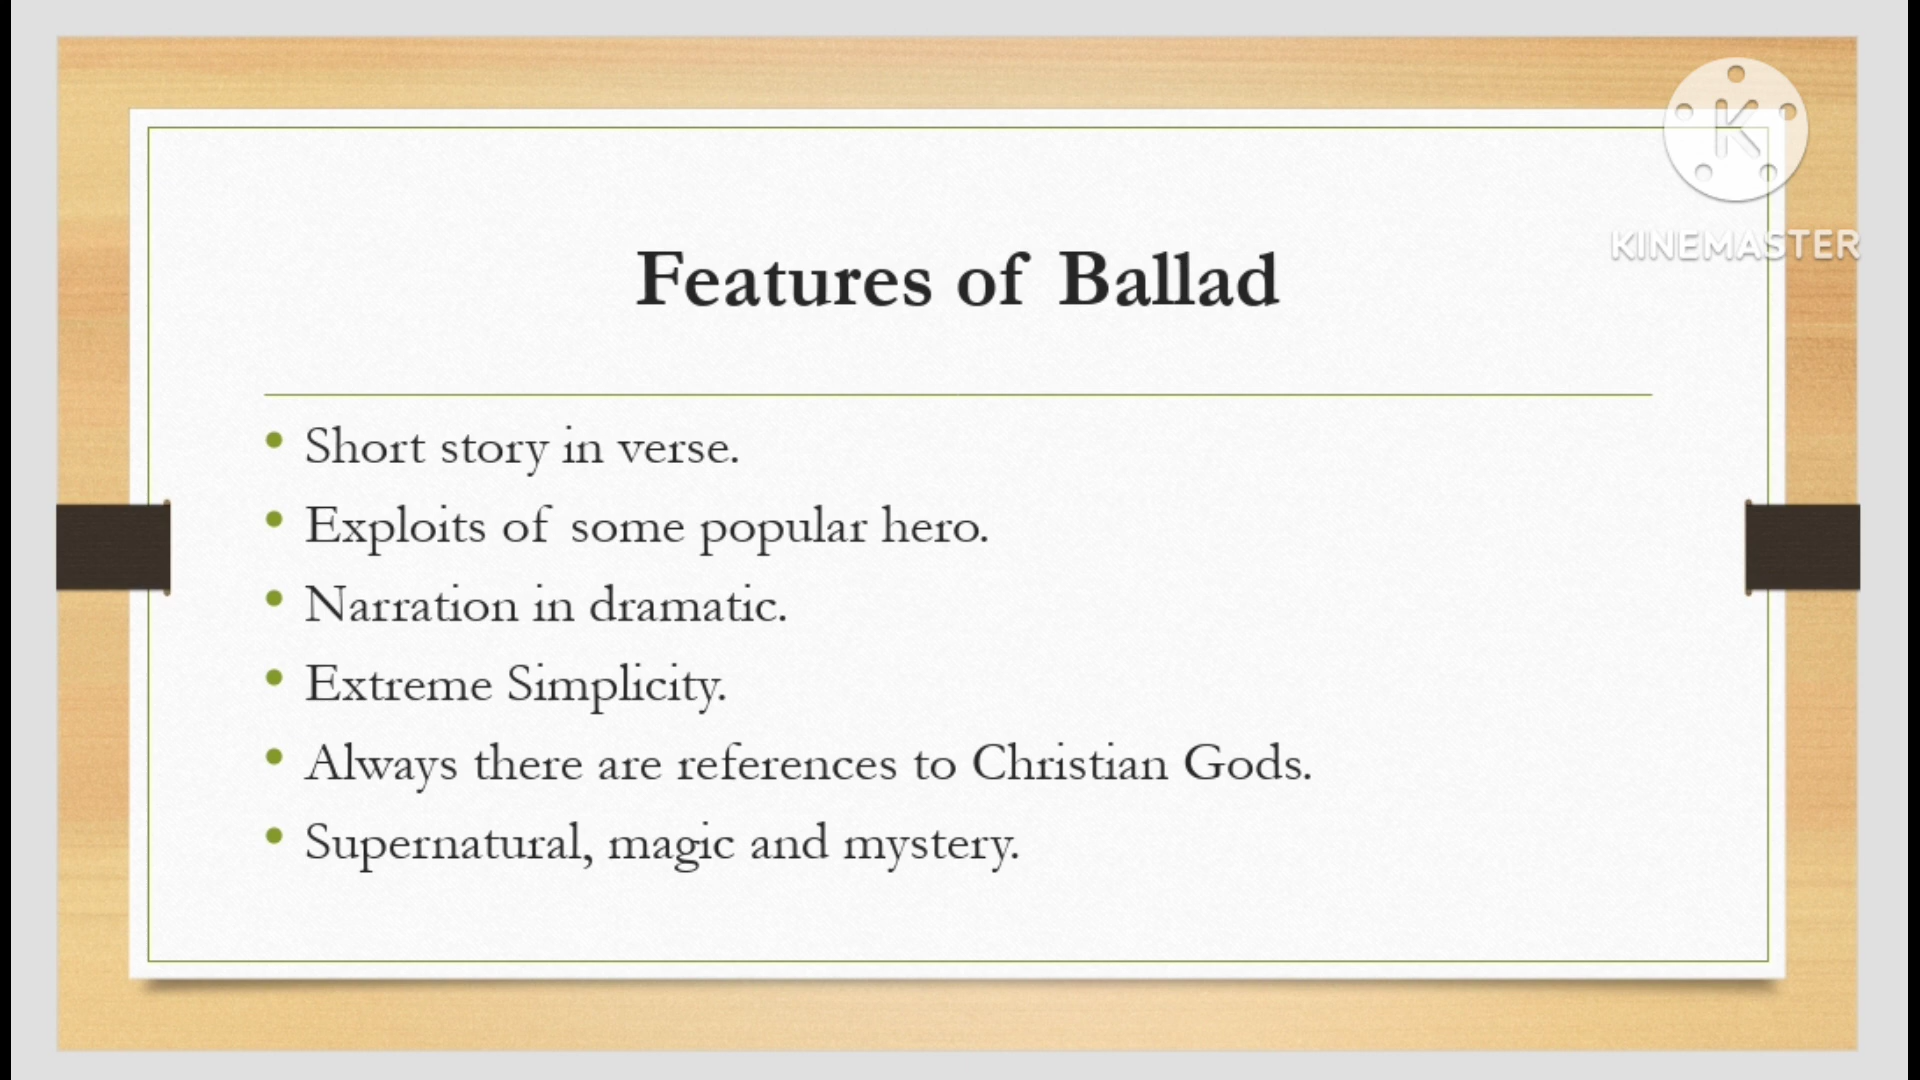 K
KINEMASTER
Features of Ballad
• Short story in verse.
• Exploits of some popular hero.
• Narration in dramatic.
• Extreme Simplicity.
• Always there are references to Christian Gods.
• Supernatural, magic and mystery.